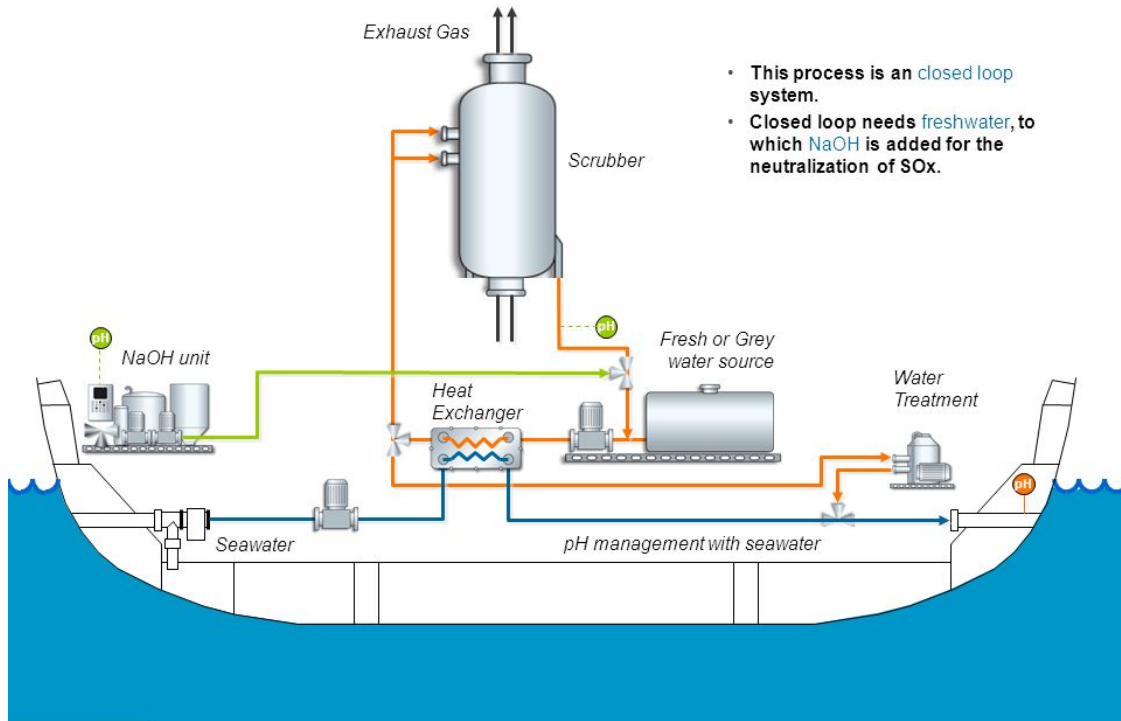 Exhaust Gas
• This process is an closed loop
system.
• Closed loop needs freshwater, to
which NaOH is added for the
neutralization of SOx.
Scrubber
pH
pH
NaOH unit
Fresh or Grey
water source
Heat
Exchanger
Water
Treatment
pH
Seawater
pH management with seawater